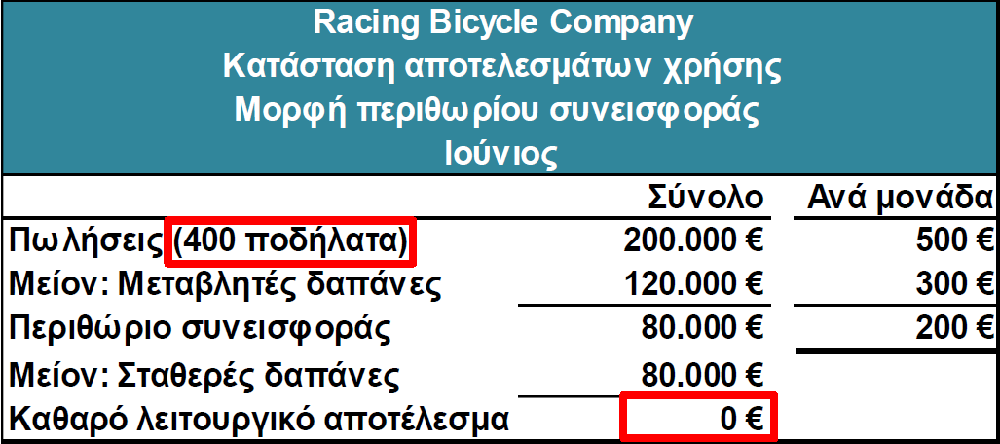 Racing Bicycle Company
Κατάσταση αποτελεσμάτων χρήσης
Μορφή περιθωρίου συνεισφοράς
Ιούνιος
Σύνολο Ανά μονάδα
Πωλήσεις (400 ποδήλατα) 200.000 € 500 €
Μείον: Μεταβλητές δαπάνες 120.000 € 300 €
Περιθώριο συνεισφοράς 80.000 € 200 €
Μείον: Σταθερές δαπάνες 80.000 €
Καθαρό λειτουργικό αποτέλεσμα 0 €